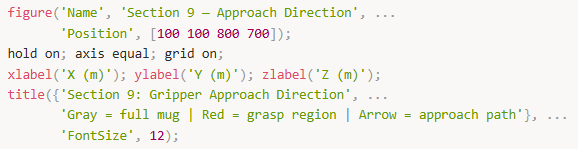 figure('Name', 'Section 9 — Approach Direction', ...
'Position', [100 100 800 700]);
hold on; axis equal; grid on;
xlabel('X (m)'); ylabel('Y (m)'); zlabel('Z (m)');
title({'Section 9: Gripper Approach Direction', ...
'Gray = full mug | Red = grasp region | Arrow = approach path'}, ...
'FontSize', 12);